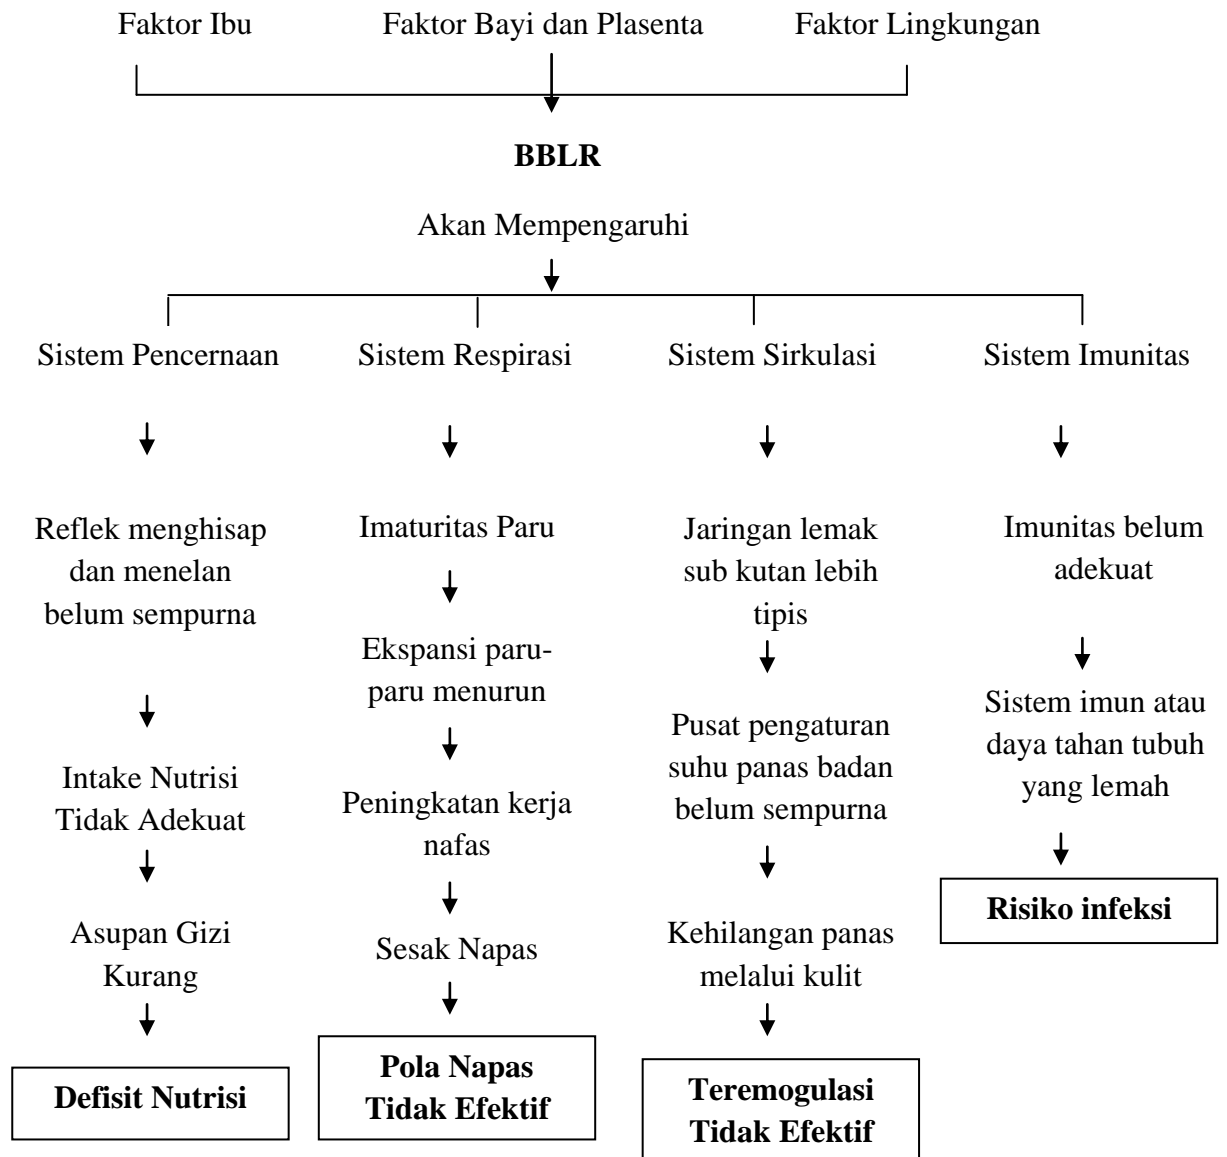 Faktor Ibu
Faktor Bayi dan Plasenta
Faktor Lingkungan
BBLR
Akan Mempengaruhi
Sistem Pencernaan
Sistem Respirasi
Sistem Sirkulasi
Sistem Imunitas
Reflek menghisap
dan menelan
belum sempurna
Intake Nutrisi
Tidak Adekuat
Asupan Gizi
Kurang
Defisit Nutrisi
Imaturitas Paru
Ekspansi paru-
paru menurun
Peningkatan kerja
nafas
Sesak Napas
Pola Napas
Tidak Efektif
Jaringan lemak
sub kutan lebih
tipis
Pusat pengaturan
suhu panas badan
belum sempurna
Kehilangan panas
melalui kulit
Teremogulasi
Tidak Efektif
Imunitas belum
adekuat
Sistem imun atau
daya tahan tubuh
yang lemah
Risiko infeksi